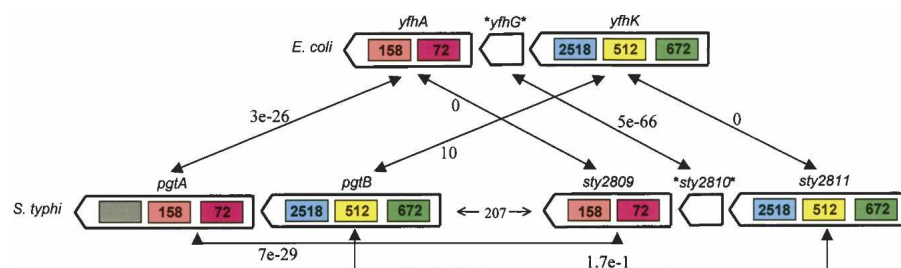 yfhA *yfhG* yfhK
E. coli 158 72 2518 512 672
3e-26 0 5e-66 0
10
pgtA pgtB sty2809 *sty2810* sty2811
S. typhi 158 72 2518 512 672 207 158 72 2518 512 672
7e-29 1.7e-1